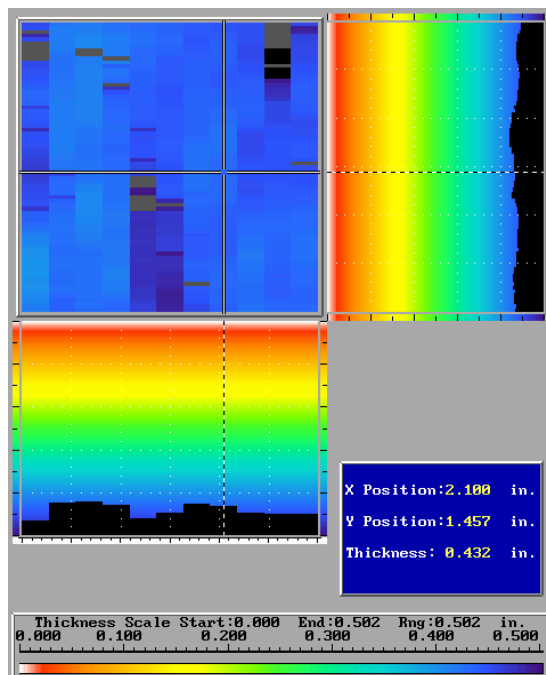 X Position:2.100 in.
Y Position:1.457 in.
Thickness: 0.432 in.
Thickness Scale Start:0.000 End:0.502 Rng:0.502 in.
0.000 0.100 0.200 0.300 0.400 0.500